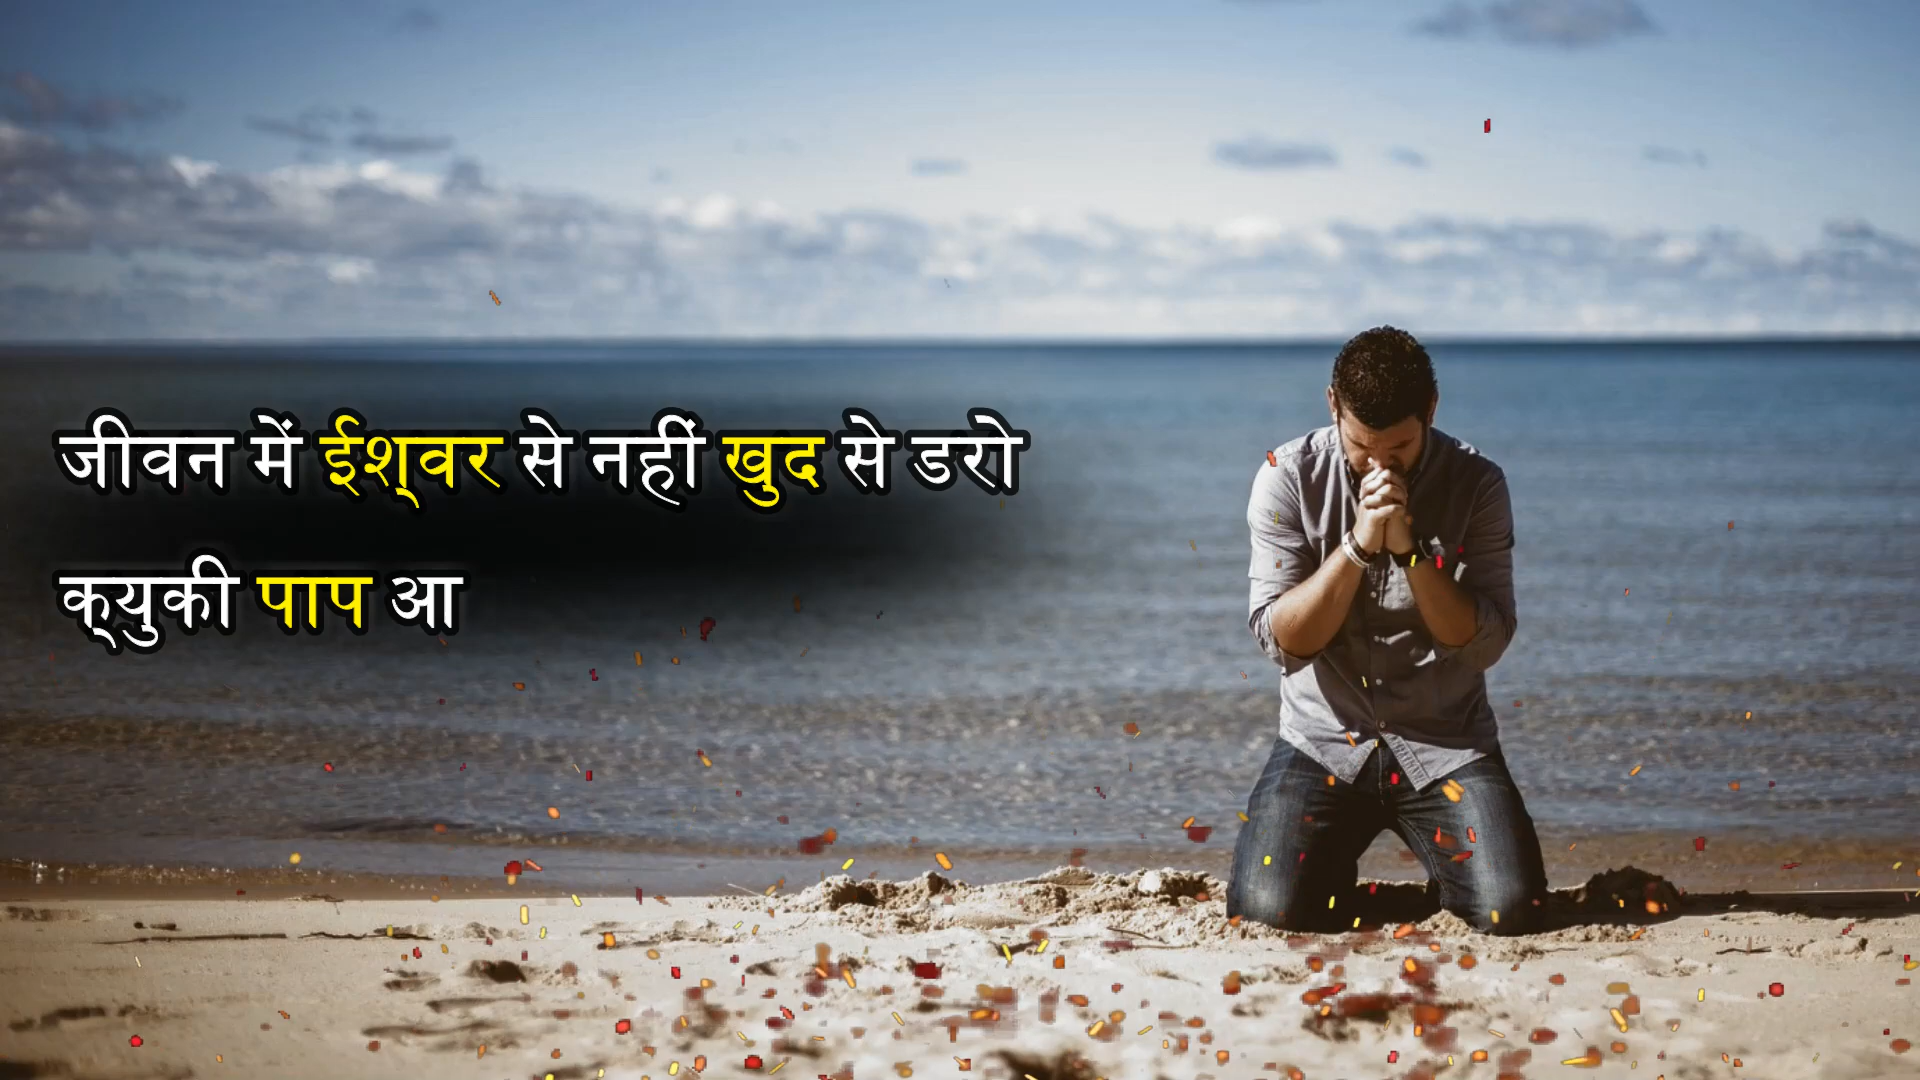 जीवन में ईश्वर से नहीं खुद से डरो
क्युकी पाप आ